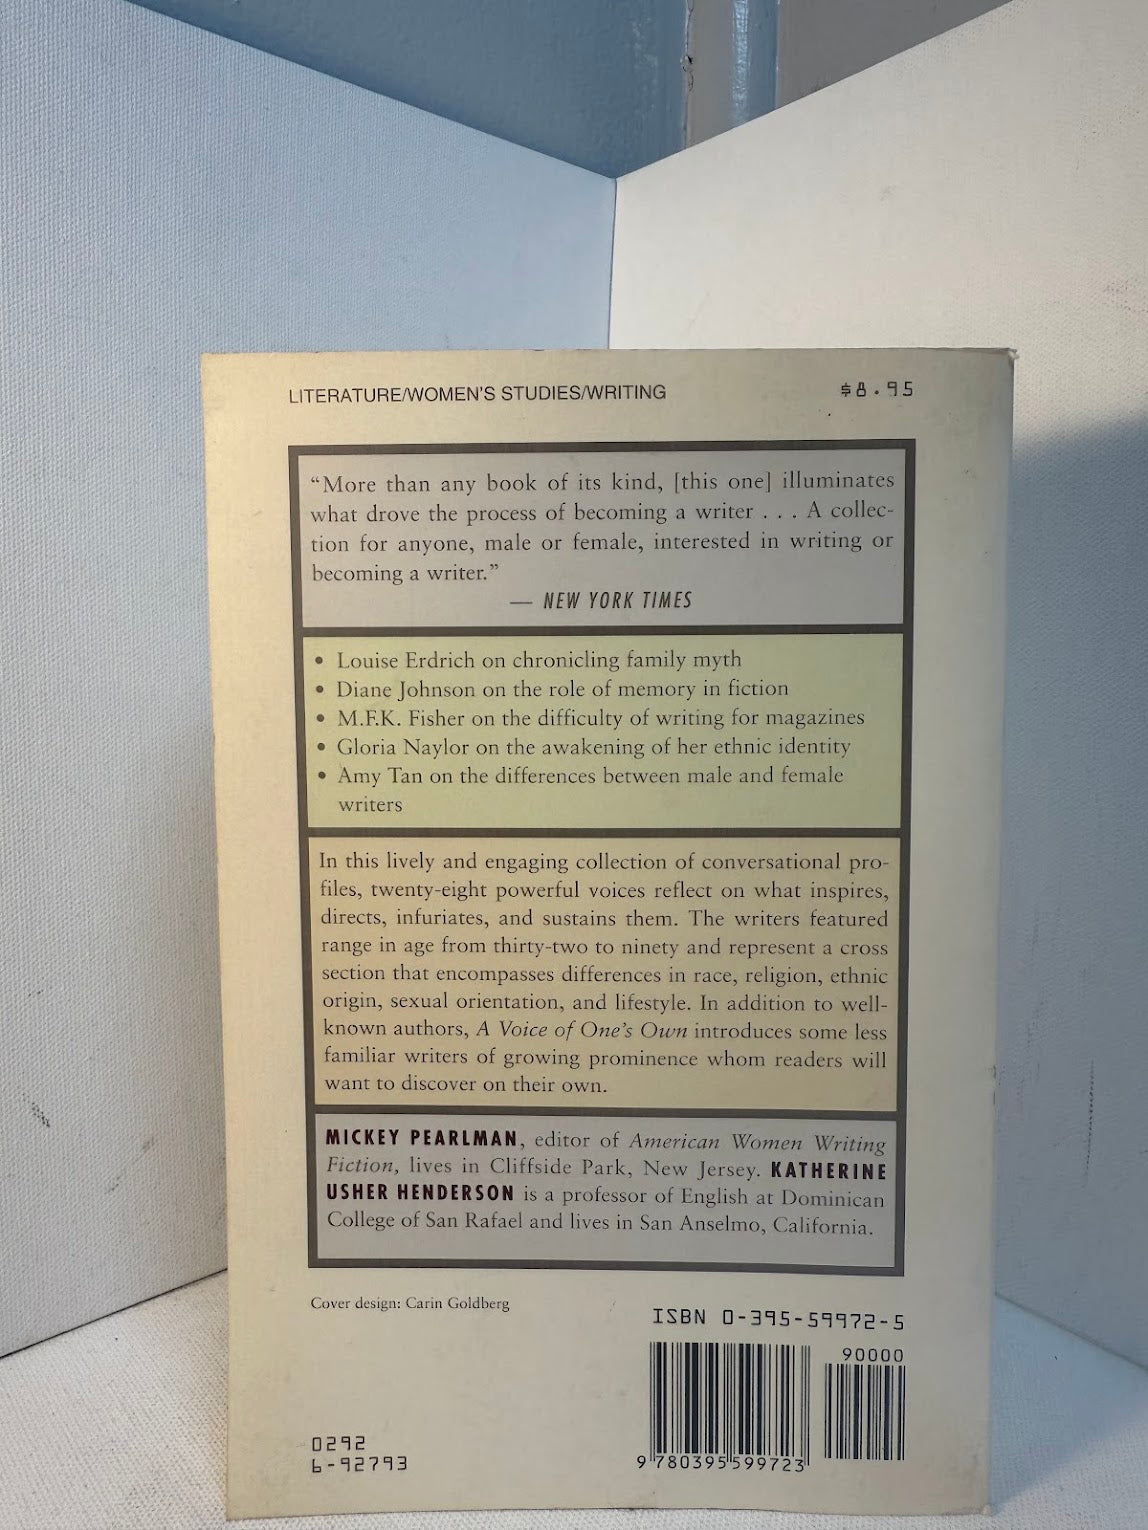 LITERATURE/WOMEN'S STUDIES/WRITING
$8.95
“More than any book of its kind, [this one] illuminates
what drove the process of becoming a writer . . . A collec-
tion for anyone, male or female, interested in writing or
becoming a writer.”
— NEW YORK TIMES
• Louise Erdrich on chronicling family myth
• Diane Johnson on the role of memory in fiction
• M.F.K. Fisher on the difficulty of writing for magazines
• Gloria Naylor on the awakening of her ethnic identity
• Amy Tan on the differences between male and female
writers
In this lively and engaging collection of conversational pro-
files, twenty-eight powerful voices reflect on what inspires,
directs, infuriates, and sustains them. The writers featured
range in age from thirty-two to ninety and represent a cross
section that encompasses differences in race, religion, ethnic
origin, sexual orientation, and lifestyle. In addition to well-
known authors, A Voice of One's Own introduces some less
familiar writers of growing prominence whom readers will
want to discover on their own.
MICKEY PEARLMAN, editor of American Women Writing
Fiction, lives in Cliffside Park, New Jersey. KATHERINE
USHER HENDERSON is a professor of English at Dominican
College of San Rafael and lives in San Anselmo, California.
Cover design: Carin Goldberg
ISBN 0-395-59972-5
90000
9 780395 599723
0292
6-92793